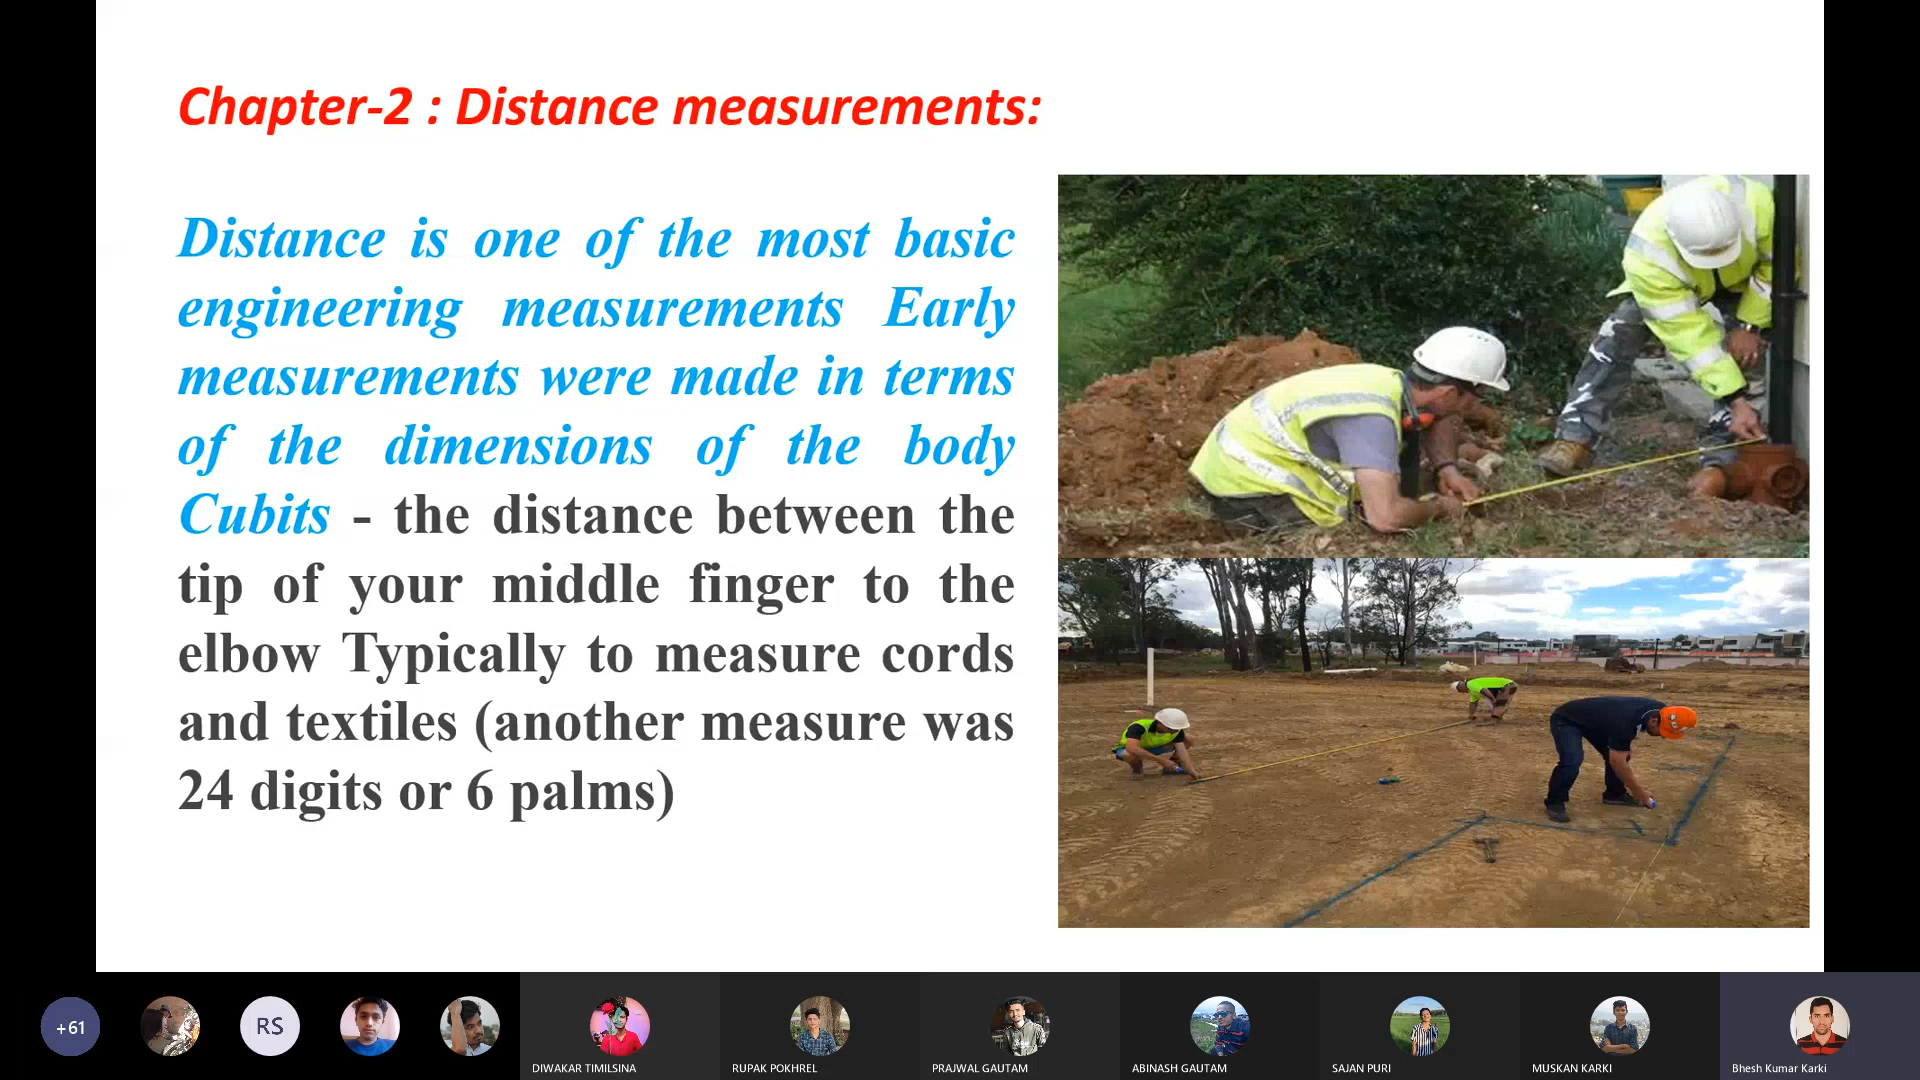 Chapter-2 : Distance measurements:
Distance is one of the most basic
engineering measurements Early
measurements were made in terms
of the dimensions of the body
Cubits - the distance between the
tip of your middle finger to the
elbow Typically to measure cords
and textiles (another measure was
24 digits or 6 palms)
+61
RS
DIWAKAR TIMILSINA
RUPAK POKHREL
PRAJWAL GAUTAM
ABINASH GAUTAM
SAJAN PURI
MUSKAN KARKI
Bhesh Kumar Karki